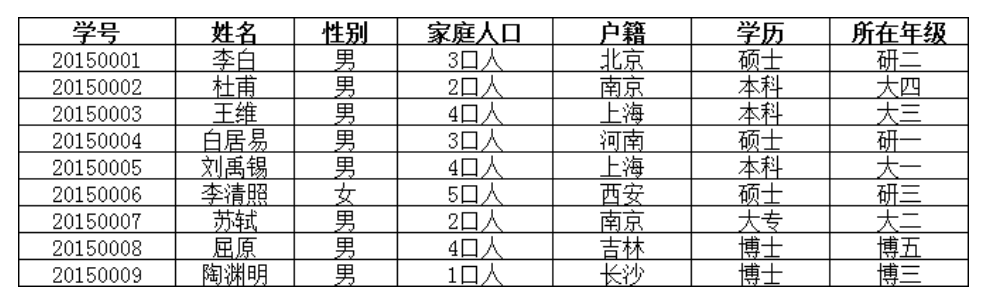 学号 姓名 性别 家庭人口 户籍 学历 所在年级
20150001 李白 男 3口人 北京 硕士 研二
20150002 杜甫 男 2口人 南京 本科 大四
20150003 王维 男 4口人 上海 本科 大三
20150004 白居易 男 3口人 河南 硕士 研一
20150005 刘禹锡 男 4口人 上海 本科 大一
20150006 李清照 女 5口人 西安 硕士 研三
20150007 苏轼 男 2口人 南京 大专 大二
20150008 屈原 男 4口人 吉林 博士 博五
20150009 陶渊明 男 1口人 长沙 博士 博三